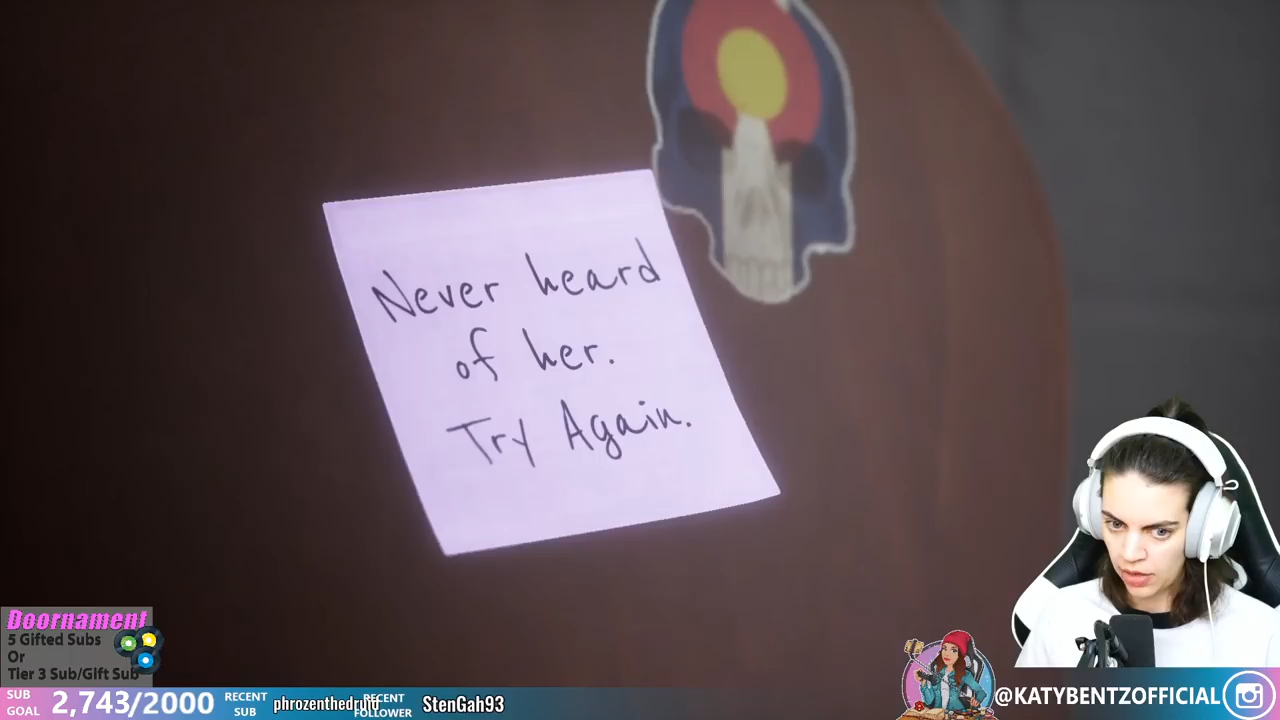 Never heard
of her.
Try Again.
Doornament
5 Gifted Subs
Or
Tier 3 Sub/Gift Sub
SUB GOAL 2,743/2000 RECENT SUB phrozenthedruid RECENT FOLLOWER StenGah93
@KATYBENTZOFFICIAL